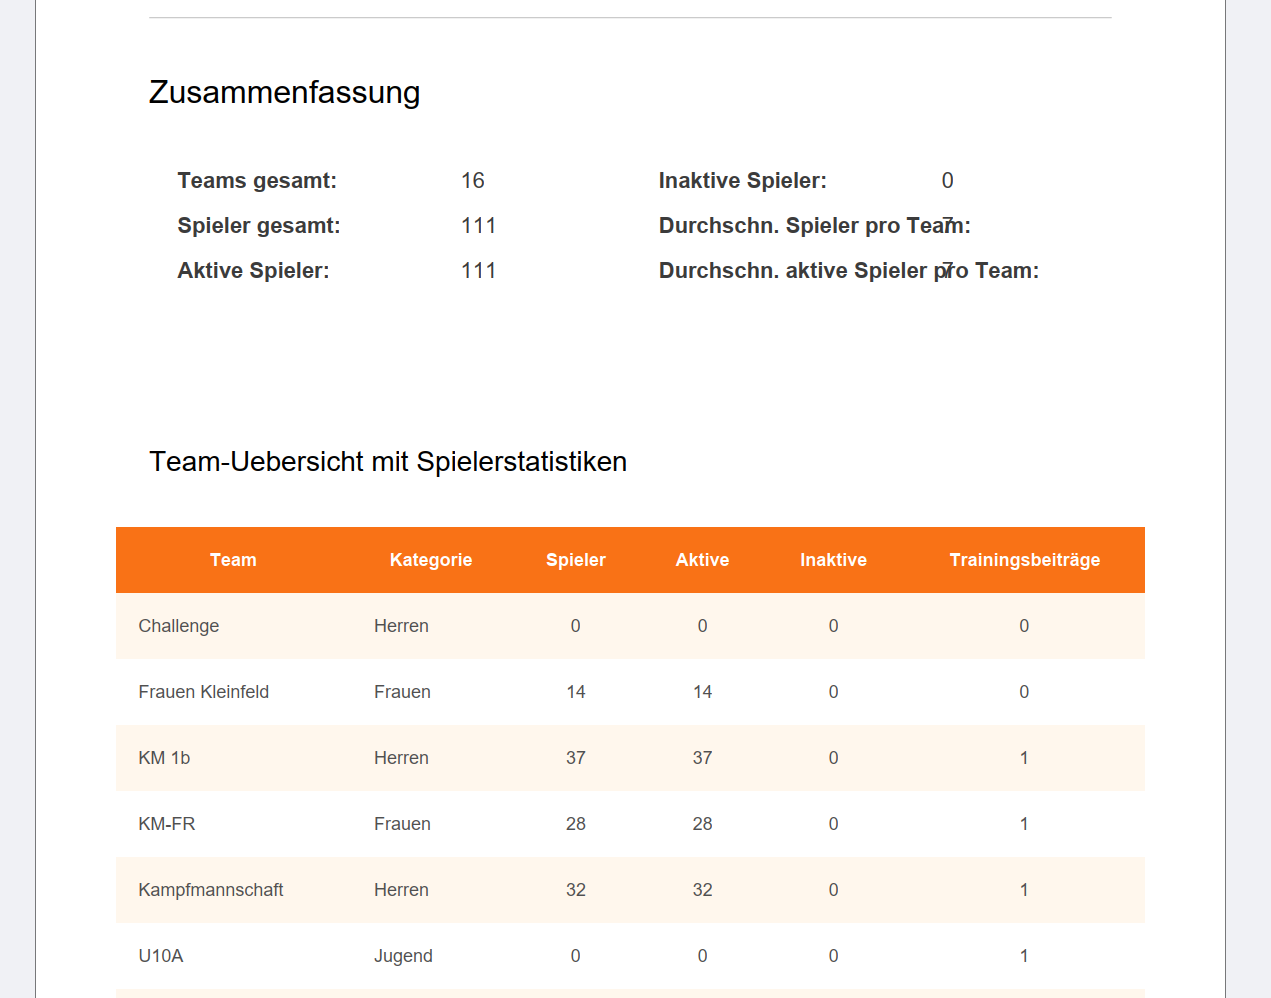 Zusammenfassung
Teams gesamt: 16 Inaktive Spieler: 0
Spieler gesamt: 111 Durchschn. Spieler pro Team: 7
Aktive Spieler: 111 Durchschn. aktive Spieler pro Team: 7
Team-Uebersicht mit Spielerstatistiken
Team Kategorie Spieler Aktive Inaktive Trainingsbeiträge
Challenge Herren 0 0 0 0
Frauen Kleinfeld Frauen 14 14 0 0
KM 1b Herren 37 37 0 1
KM-FR Frauen 28 28 0 1
Kampfmannschaft Herren 32 32 0 1
U10A Jugend 0 0 0 1